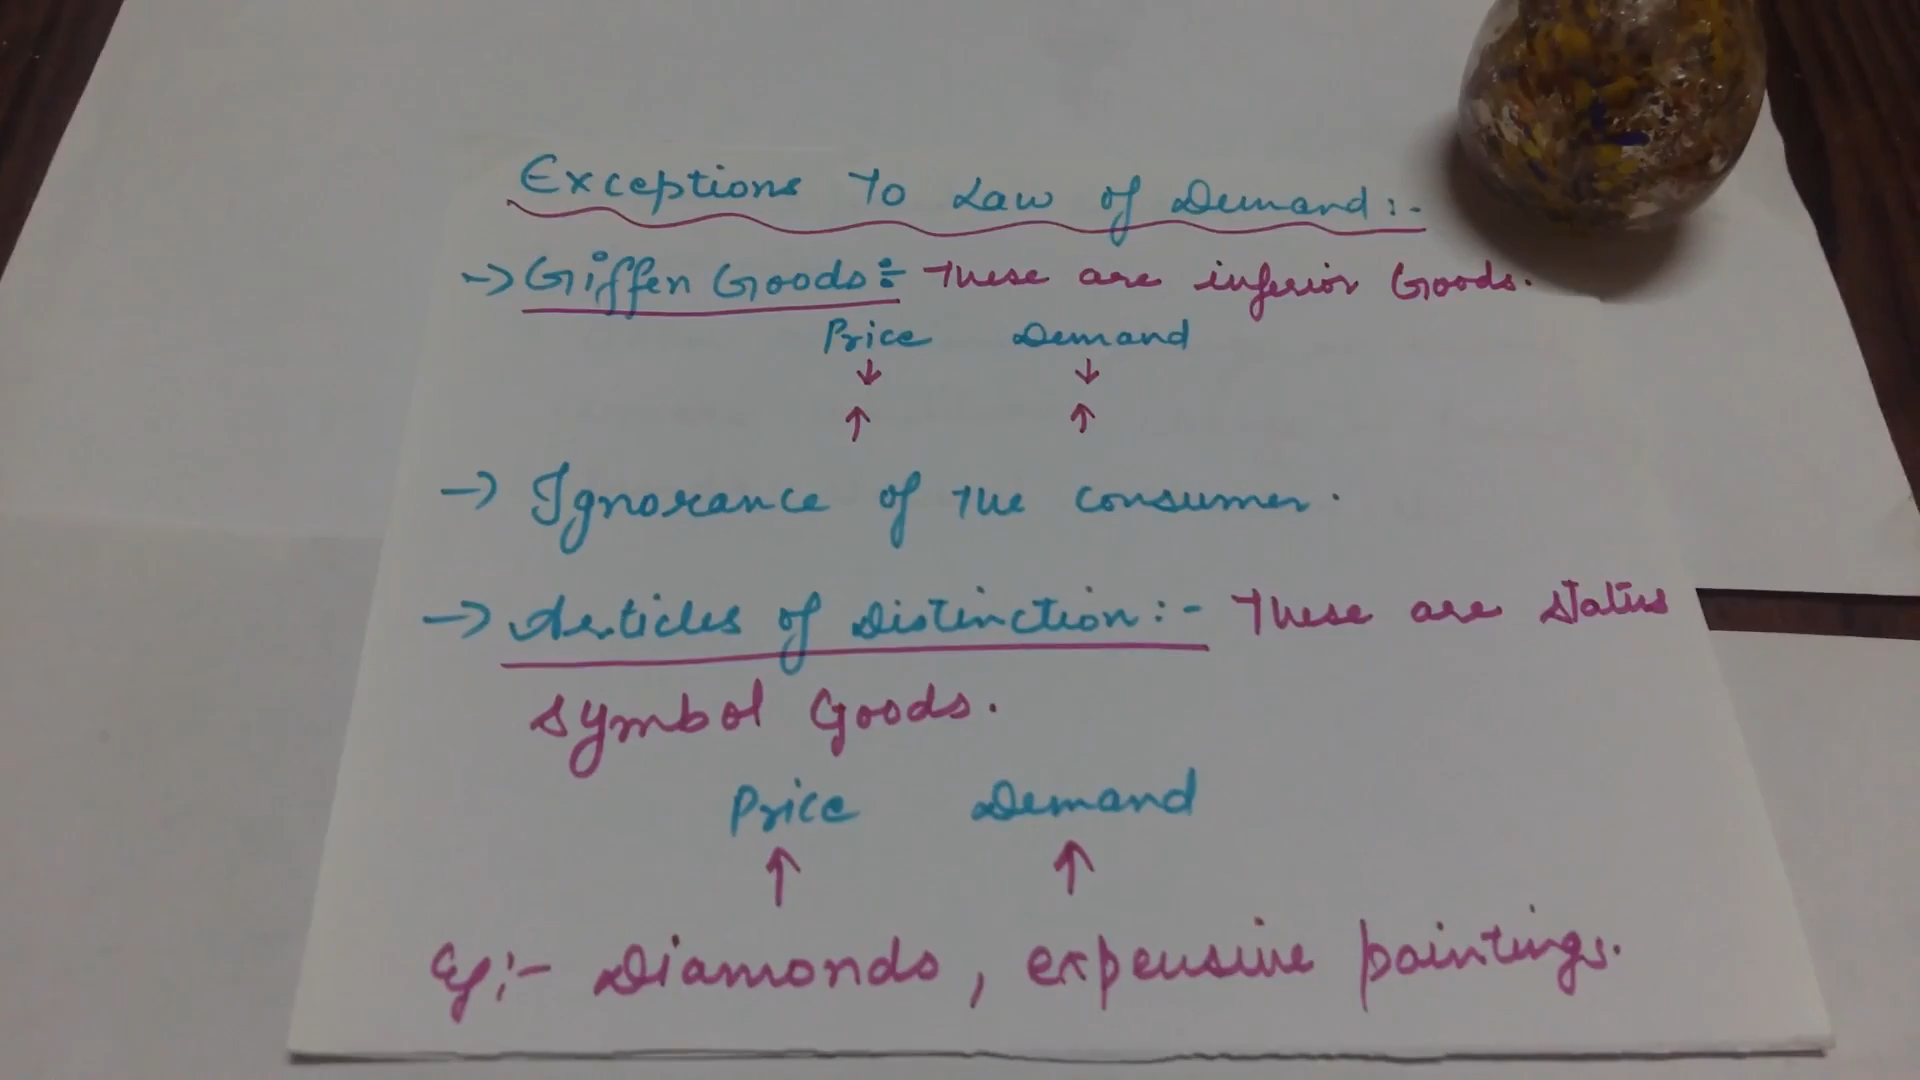 Exceptions To Law of Demand:-
→ Giffen Goods:- These are inferior Goods.
Price Demand
↓ ↓
↑ ↑
→ Ignorance of the consumer.
→ Articles of Distinction:- These are status
symbol Goods.
Price Demand
↑ ↑
Eg:- Diamonds, expensive paintings.